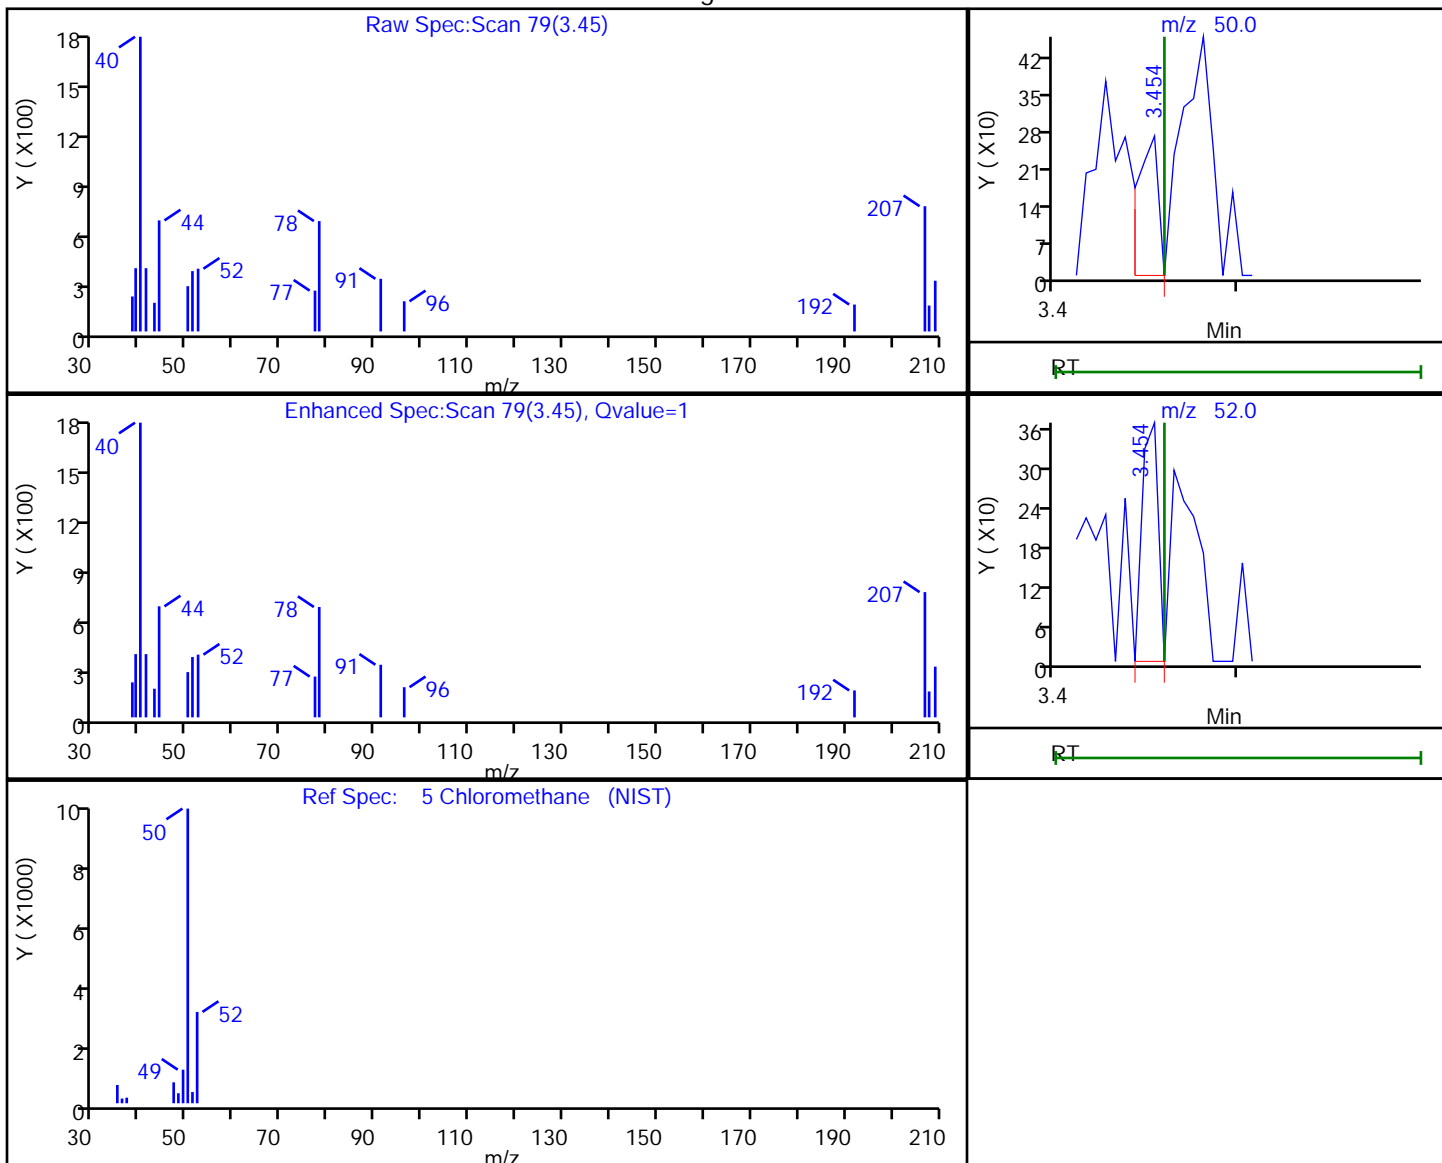 Raw Spec:Scan 79(3.45)
18
15
12
9
6
3
0
Y ( X100)
40
44
52
78
77
91
96
192
207
30 50 70 90 110 130 150 170 190 210
m/z
m/z 50.0
42
35
28
21
14
7
0
Y ( X10)
3.454
3.4
Min
RT
Enhanced Spec:Scan 79(3.45), Qvalue=1
18
15
12
9
6
3
0
Y ( X100)
40
44
52
78
77
91
96
192
207
30 50 70 90 110 130 150 170 190 210
m/z
m/z 52.0
36
30
24
18
12
6
0
Y ( X10)
3.454
3.4
Min
RT
Ref Spec: 5 Chloromethane (NIST)
10
8
6
4
2
0
Y ( X1000)
50
49
52
30 50 70 90 110 130 150 170 190 210
m/z